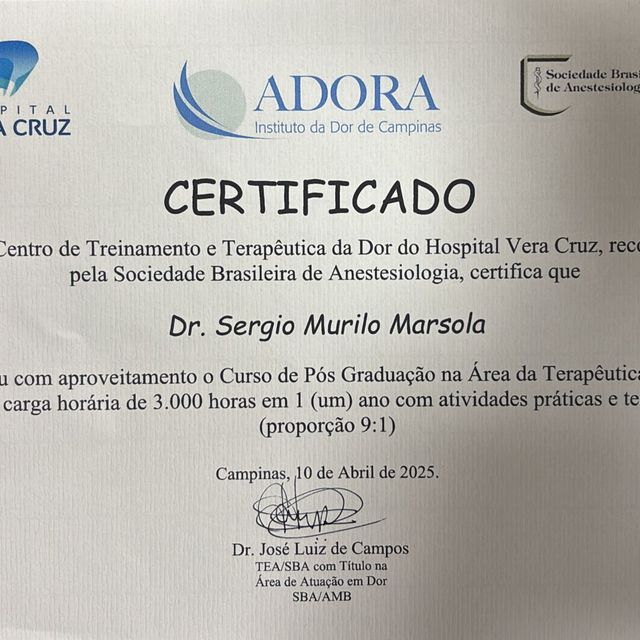 PITAL
A CRUZ
ADORA
Instituto da Dor de Campinas
Sociedade Brasi
de Anestesiolog
CERTIFICADO
Centro de Treinamento e Terapêutica da Dor do Hospital Vera Cruz, reco
pela Sociedade Brasileira de Anestesiologia, certifica que
Dr. Sergio Murilo Marsola
u com aproveitamento o Curso de Pós Graduação na Área da Terapêutica
carga horária de 3.000 horas em 1 (um) ano com atividades práticas e te
(proporção 9:1)
Campinas, 10 de Abril de 2025.
Dr. José Luiz de Campos
TEA/SBA com Título na
Área de Atuação em Dor
SBA/AMB